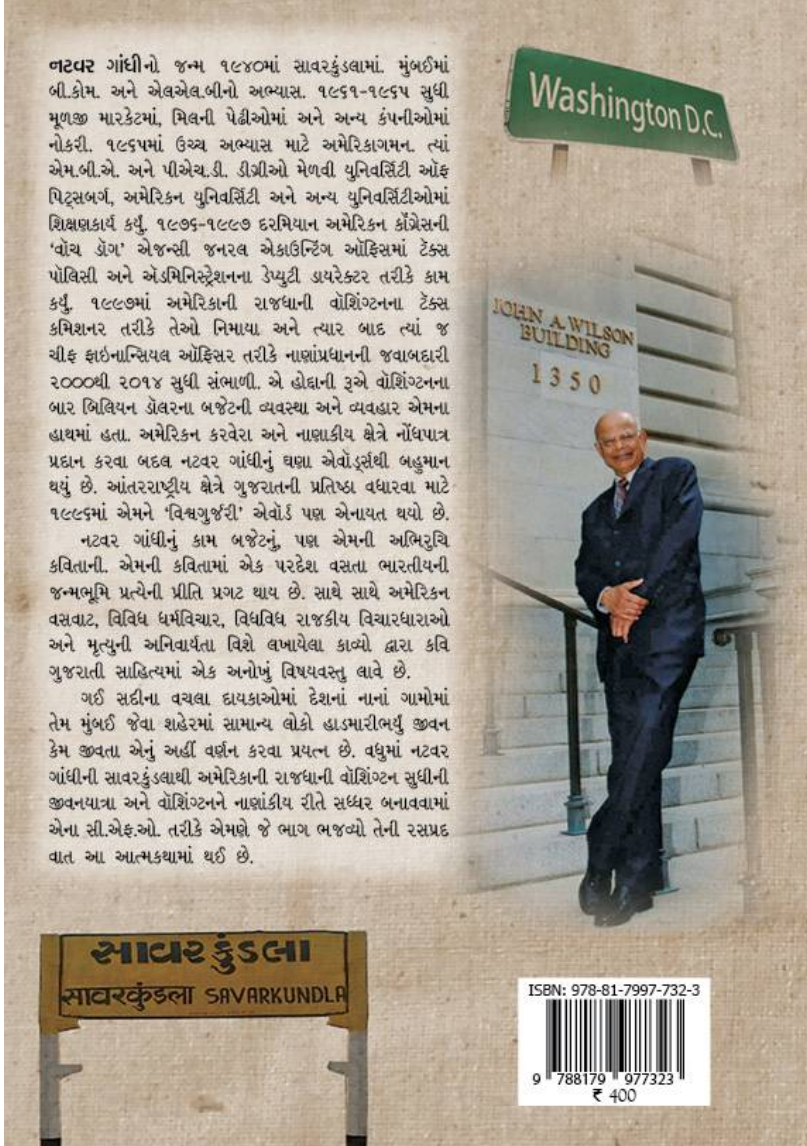 નટવર ગાંધીનો જન્મ ૧૯૪૦માં સાવરકુંડલામાં. મુંબઈમાં
બી.કોમ. અને એલએલ.બીનો અભ્યાસ. ૧૯૬૧-૧૯૬૫ સુધી
મૂળજી મારકેટમાં, મિલની પેઢીઓમાં અને અન્ય કંપનીઓમાં
નોકરી. ૧૯૬૫માં ઉચ્ચ અભ્યાસ માટે અમેરિકાગમન. ત્યાં
એમ.બી.એ. અને પીએચ.ડી. ડીગ્રીઓ મેળવી યુનિવર્સિટી ઑફ
પિટ્સબર્ગ, અમેરિકન યુનિવર્સિટી અને અન્ય યુનિવર્સિટીઓમાં
શિક્ષણકાર્ય કર્યું. ૧૯૭૬-૧૯૯૭ દરમિયાન અમેરિકન કૉંગ્રેસની
‘વૉચ ડૉગ’ એજન્સી જનરલ એકાઉન્ટિંગ ઑફિસમાં ટૅક્સ
પૉલિસી અને ઍડમિનિસ્ટ્રેશનના ડેપ્યુટી ડાયરેક્ટર તરીકે કામ
કર્યું. ૧૯૯૭માં અમેરિકાની રાજધાની વૉશિંગ્ટનના ટૅક્સ
કમિશનર તરીકે તેઓ નિમાયા અને ત્યાર બાદ ત્યાં જ
ચીફ ફાઇનાન્સિયલ ઑફિસર તરીકે નાણાંપ્રધાનની જવાબદારી
૨૦૦૦થી ૨૦૧૪ સુધી સંભાળી. એ હોદ્દાની રૂએ વૉશિંગ્ટનના
બાર બિલિયન ડૉલરના બજેટની વ્યવસ્થા અને વ્યવહાર એમના
હાથમાં હતા. અમેરિકન કરવેરા અને નાણાકીય ક્ષેત્રે નોંધપાત્ર
પ્રદાન કરવા બદલ નટવર ગાંધીનું ઘણા એવૉર્ડ્સથી બહુમાન
થયું છે. આંતરરાષ્ટ્રીય ક્ષેત્રે ગુજરાતની પ્રતિષ્ઠા વધારવા માટે
૧૯૯૬માં એમને ‘વિશ્વગુર્જરી’ એવૉર્ડ પણ એનાયત થયો છે.
નટવર ગાંધીનું કામ બજેટનું, પણ એમની અભિરુચિ
કવિતાની. એમની કવિતામાં એક પરદેશ વસતા ભારતીયની
જન્મભૂમિ પ્રત્યેની પ્રીતિ પ્રગટ થાય છે. સાથે સાથે અમેરિકન
વસવાટ, વિવિધ ધર્મવિચાર, વિધવિધ રાજકીય વિચારધારાઓ
અને મૃત્યુની અનિવાર્યતા વિશે લખાયેલા કાવ્યો દ્વારા કવિ
ગુજરાતી સાહિત્યમાં એક અનોખું વિષયવસ્તુ લાવે છે.
ગઈ સદીના વચલા દાયકાઓમાં દેશનાં નાનાં ગામોમાં
તેમ મુંબઈ જેવા શહેરમાં સામાન્ય લોકો હાડમારીભર્યું જીવન
કેમ જીવતા એનું અહીં વર્ણન કરવા પ્રયત્ન છે. વધુમાં નટવર
ગાંધીની સાવરકુંડલાથી અમેરિકાની રાજધાની વૉશિંગ્ટન સુધીની
જીવનયાત્રા અને વૉશિંગ્ટનને નાણાંકીય રીતે સધ્ધર બનાવવામાં
એના સી.એફ.ઓ. તરીકે એમણે જે ભાગ ભજવ્યો તેની રસપ્રદ
વાત આ આત્મકથામાં થઈ છે.
Washington D.C.
JOHN A. WILSON
BUILDING
1350
સાવરકુંડલા
सावरकुंडला SAVARKUNDLA
ISBN: 978-81-7997-732-3
9 788179 977323
₹ 400